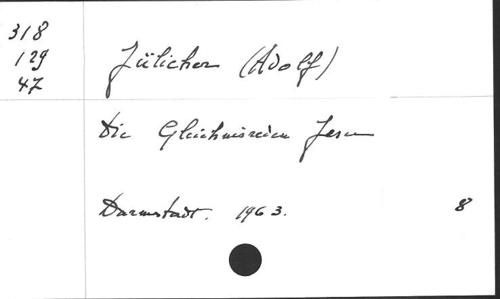 318
129
47
Jülicher (Adolf)
Die Gleichnisreden Jesu
Darmstadt. 1963. 8